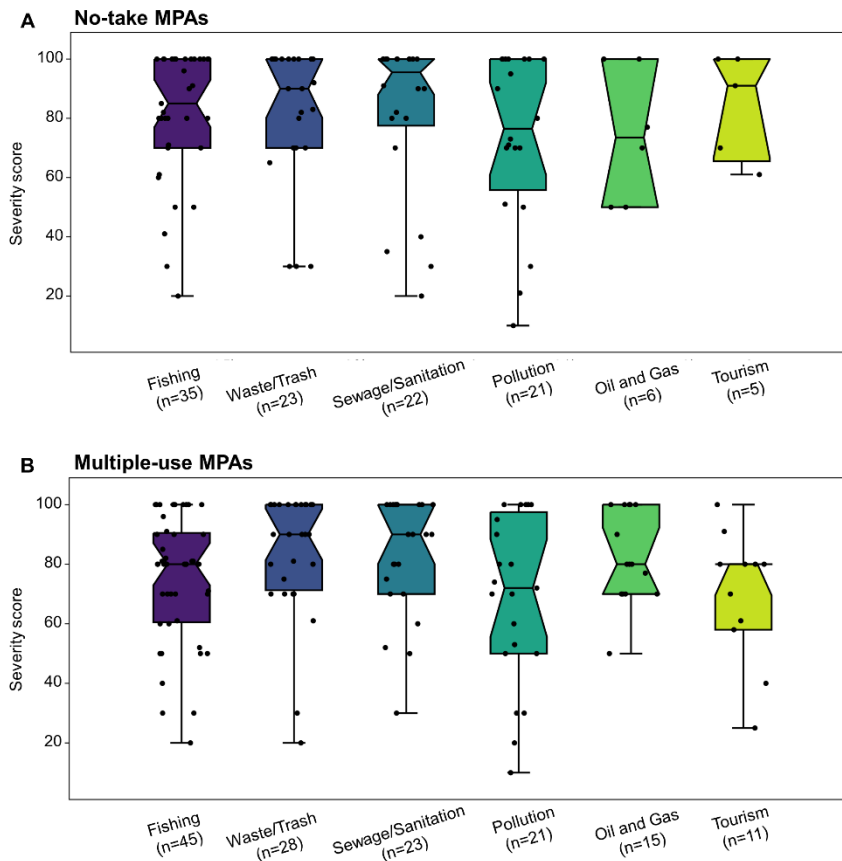 A No-take MPAs
100
80
60
40
20
Severity score
Fishing
(n=35)
Waste/Trash
(n=23)
Sewage/Sanitation
(n=22)
Pollution
(n=21)
Oil and Gas
(n=6)
Tourism
(n=5)
B Multiple-use MPAs
100
80
60
40
20
Severity score
Fishing
(n=45)
Waste/Trash
(n=28)
Sewage/Sanitation
(n=23)
Pollution
(n=21)
Oil and Gas
(n=15)
Tourism
(n=11)